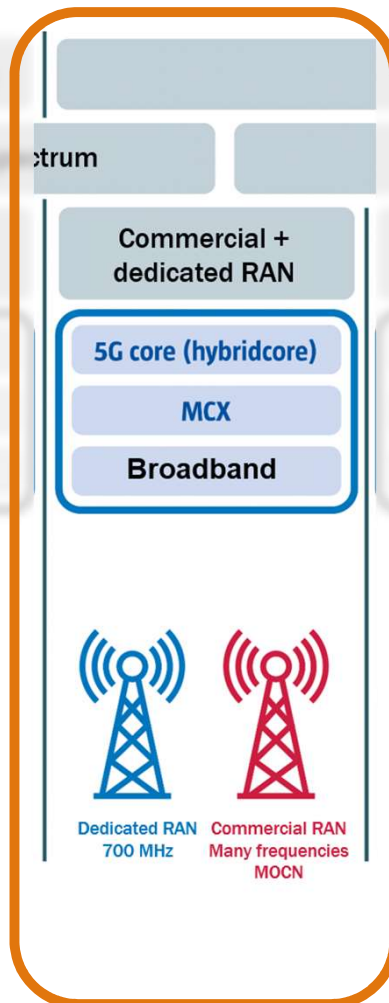 ctrum
Commercial +
dedicated RAN
5G core (hybridcore)
MCX
Broadband
Dedicated RAN
700 MHz
Commercial RAN
Many frequencies
MOCN